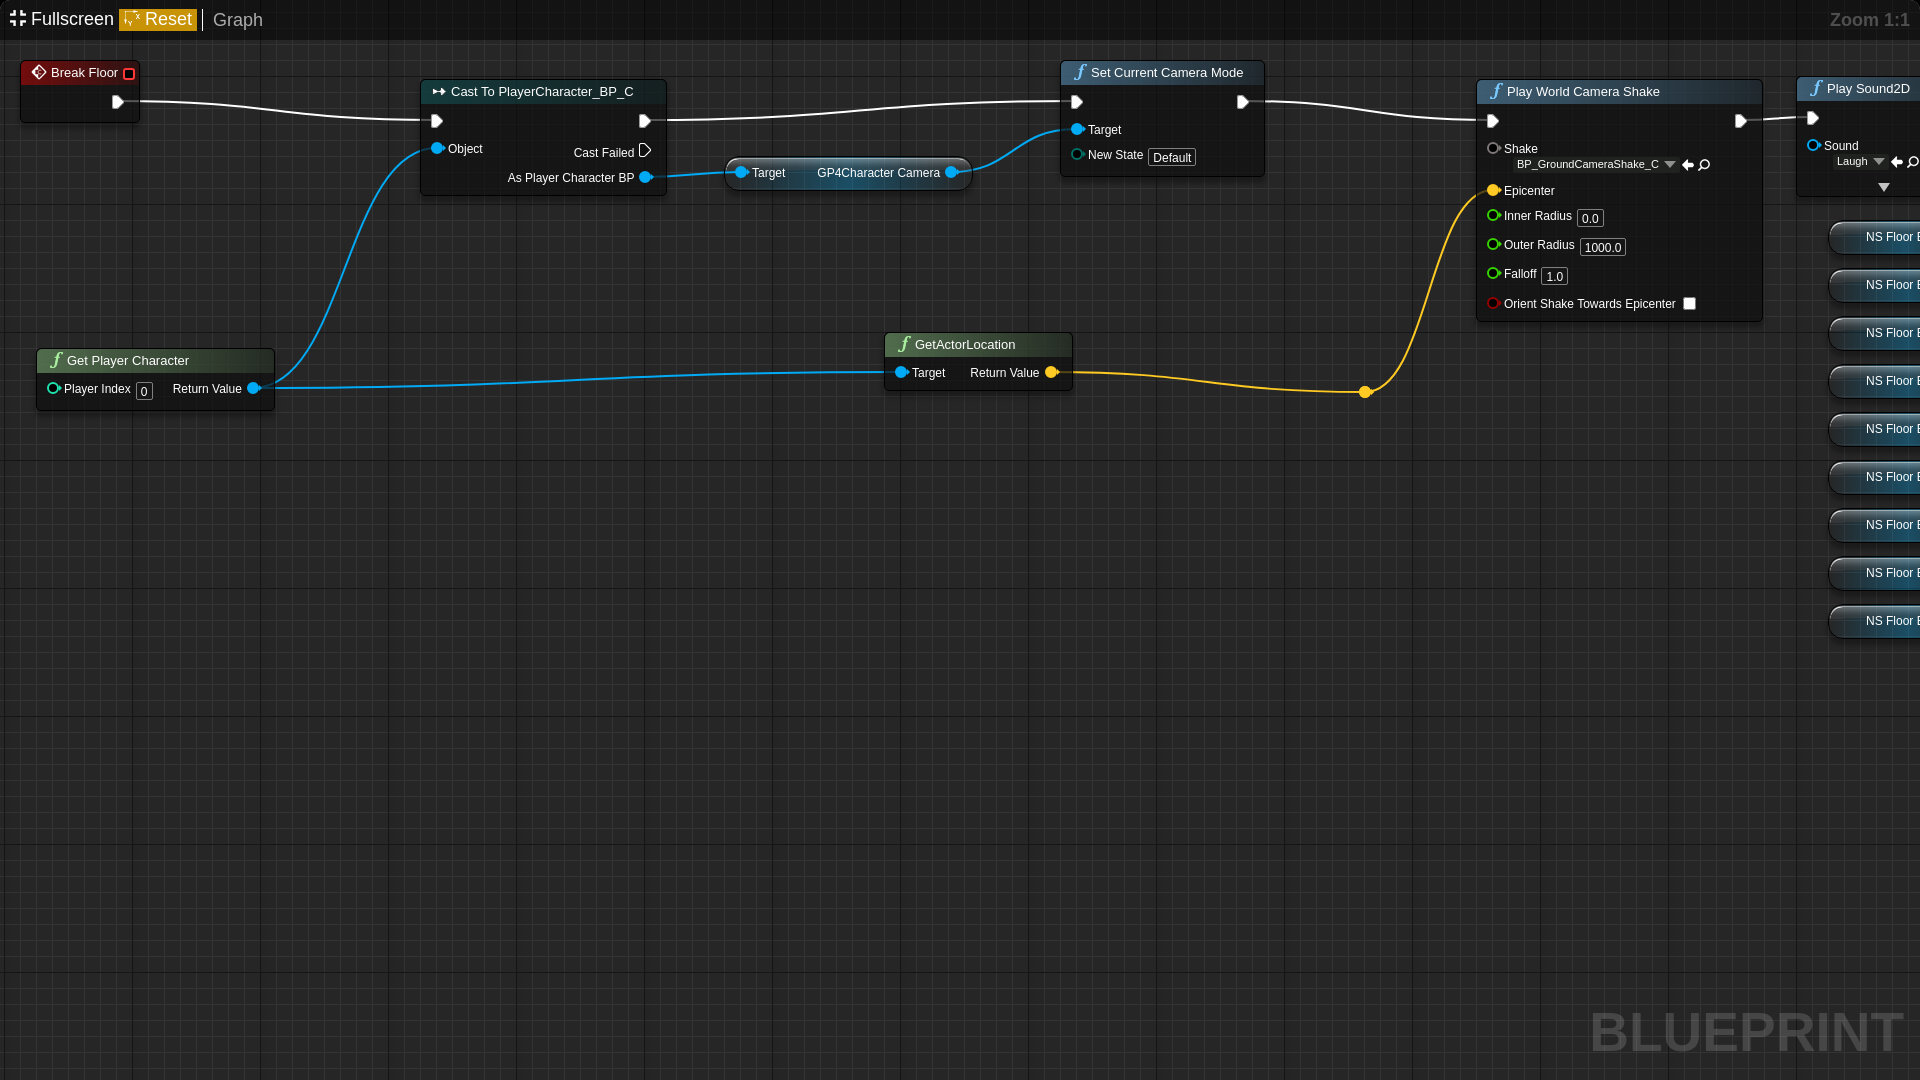 Fullscreen Reset Graph Zoom 1:1
Break Floor
Cast To PlayerCharacter_BP_C
Object
Cast Failed
As Player Character BP
Target GP4Character Camera
Set Current Camera Mode
Target
New State Default
Play World Camera Shake
Shake
BP_GroundCameraShake_C
Epicenter
Inner Radius 0.0
Outer Radius 1000.0
Falloff 1.0
Orient Shake Towards Epicenter
Play Sound2D
Sound
Laugh
NS Floor
NS Floor
NS Floor
NS Floor
NS Floor
NS Floor
NS Floor
NS Floor
NS Floor
Get Player Character
Player Index 0 Return Value
GetActorLocation
Target Return Value
BLUEPRINT